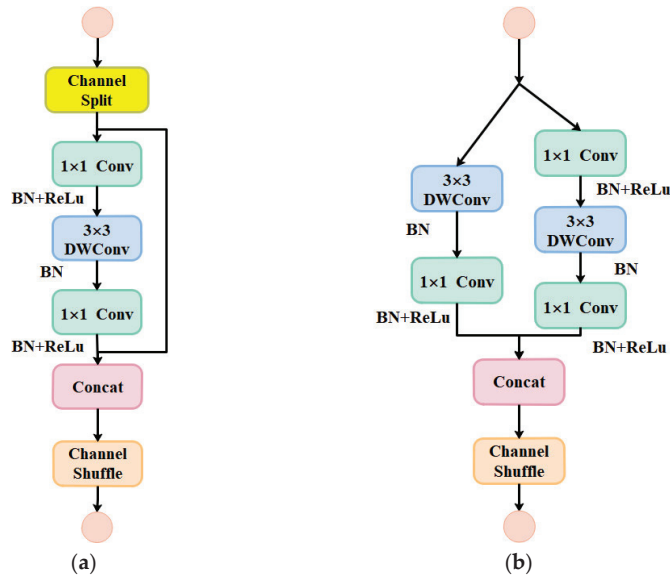 Channel
Split
1×1 Conv
BN+ReLu
3×3
DWConv
BN
1×1 Conv
BN+ReLu
Concat
Channel
Shuffle
(a)
3×3
DWConv
BN
1×1 Conv
BN+ReLu
1×1 Conv
BN+ReLu
3×3
DWConv
BN
1×1 Conv
BN+ReLu
Concat
Channel
Shuffle
(b)